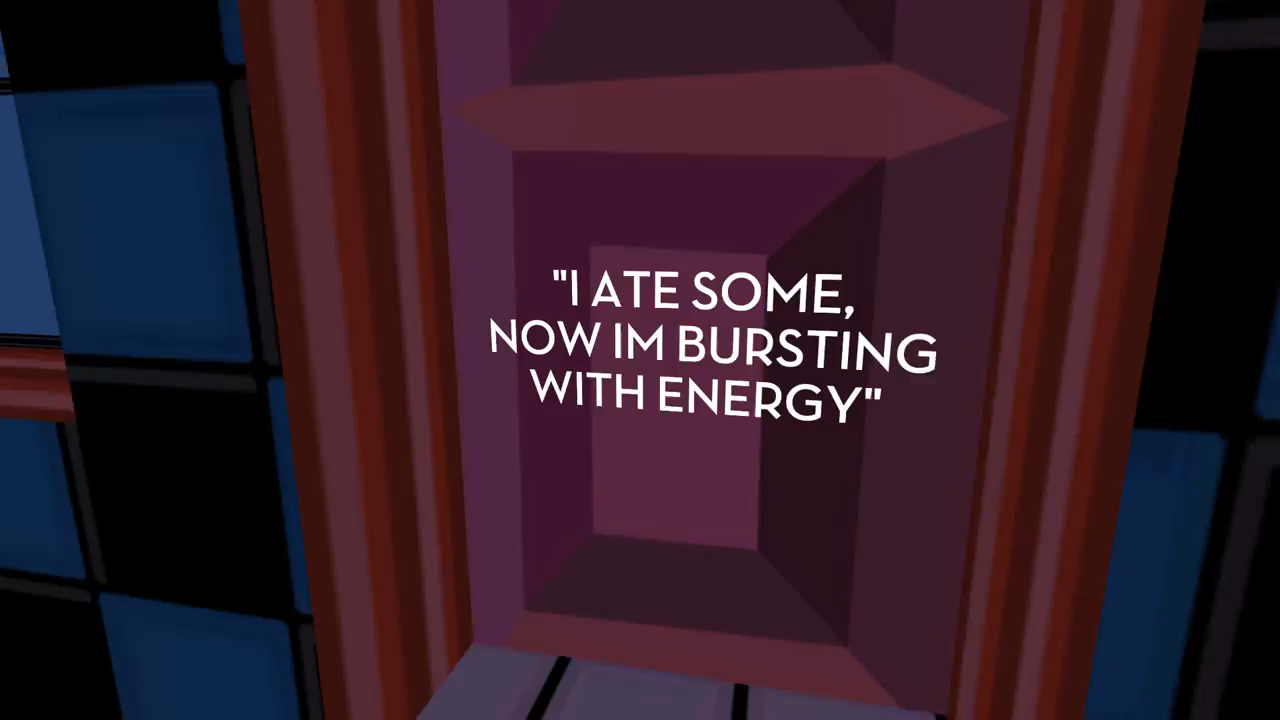 "I ATE SOME,
NOW IM BURSTING
WITH ENERGY"